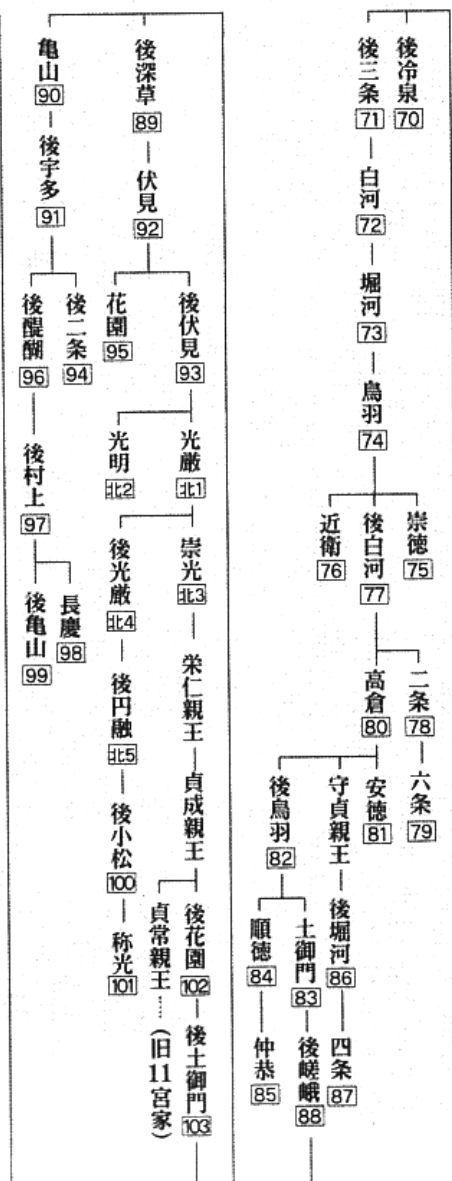 後冷泉 70
後三条 71
白河 72
堀河 73
鳥羽 74
崇徳 75
後白河 77
近衛 76
二条 78
六条 79
高倉 80
安徳 81
守貞親王
後堀河 86
四条 87
後鳥羽 82
土御門 83
後嵯峨 88
順徳 84
仲恭 85
後深草 89
伏見 92
後伏見 93
光厳 北1
崇光 北3
栄仁親王
貞成親王
後花園 102
後土御門 103
貞常親王……(旧11宮家)
後光厳 北4
後円融 北5
後小松 100
称光 101
光明 北2
花園 95
亀山 90
後宇多 91
後二条 94
後醍醐 96
後村上 97
長慶 98
後亀山 99